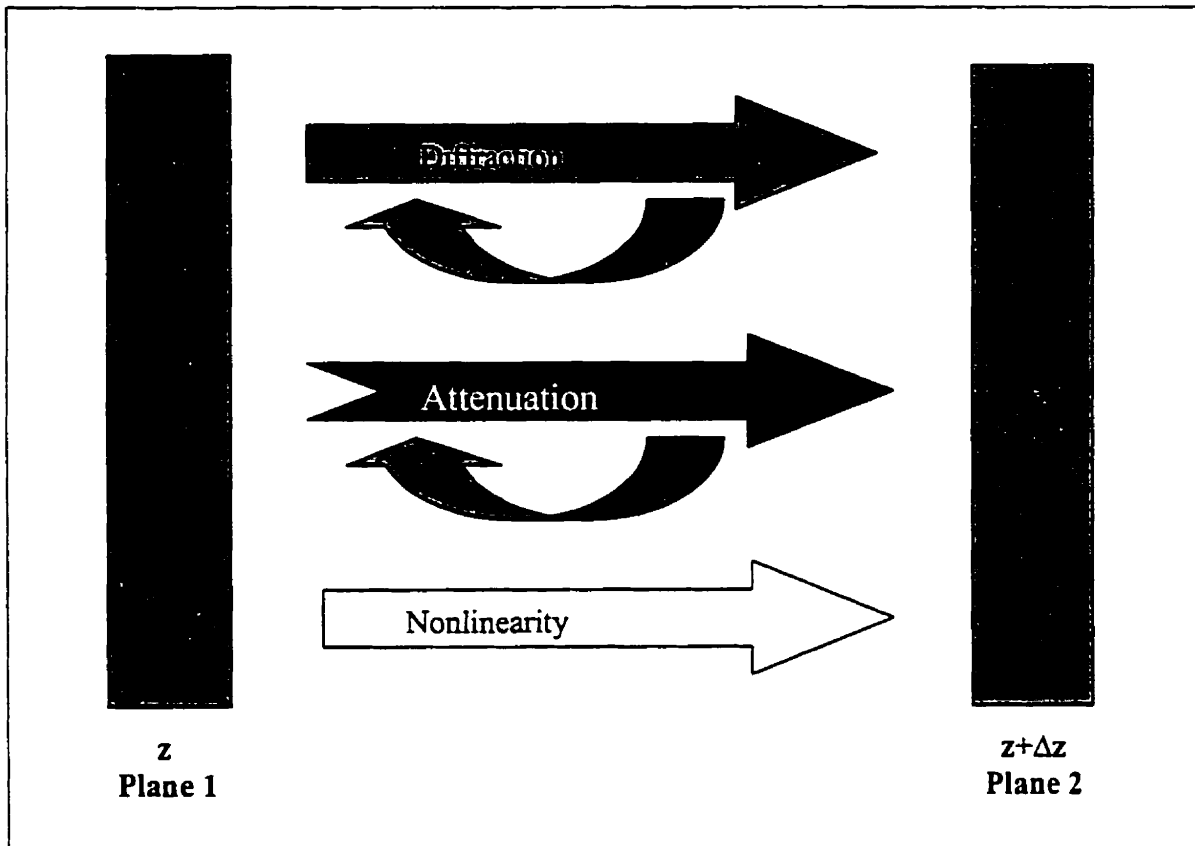 Diffraction
Attenuation
Nonlinearity
z
Plane 1
z+Δz
Plane 2